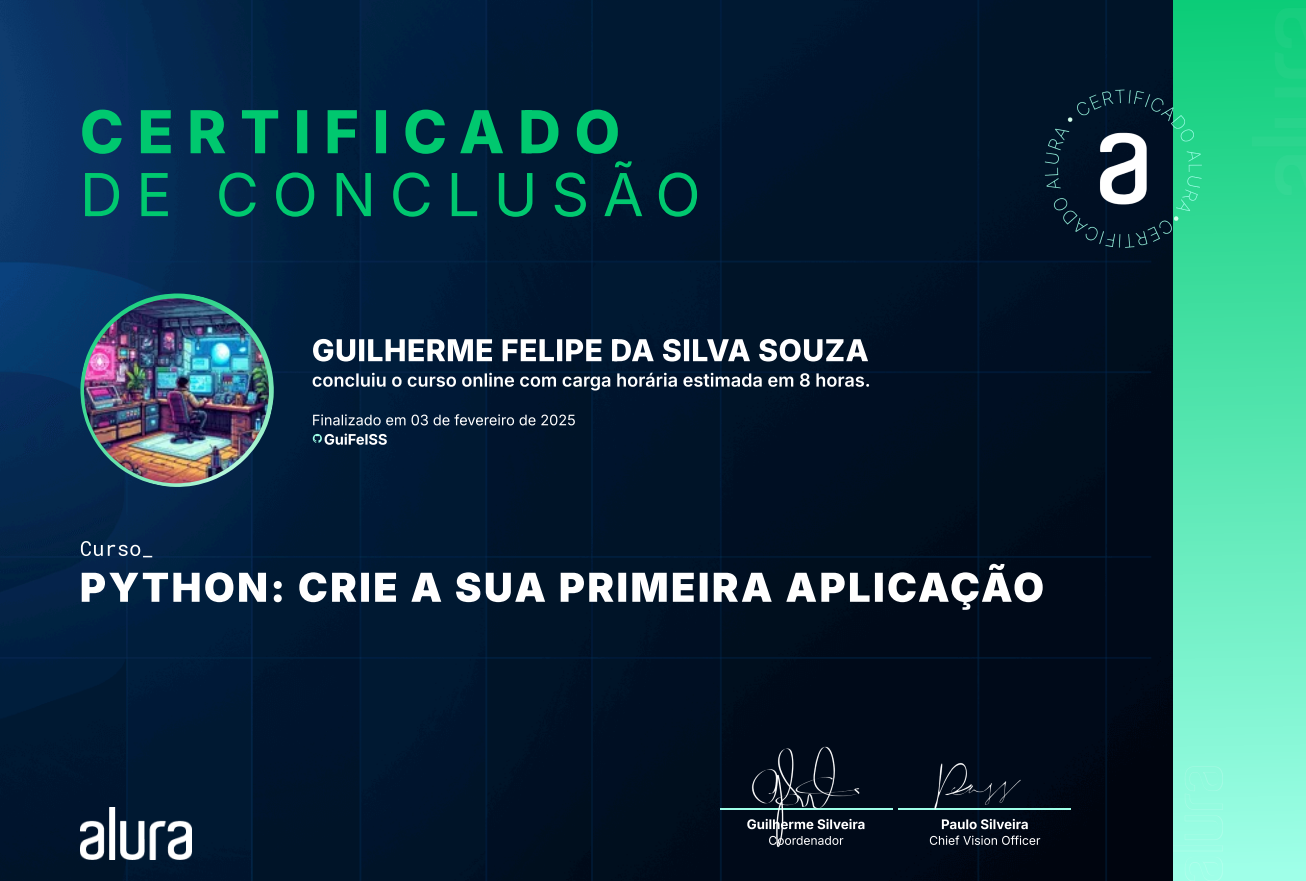 CERTIFICADO
DE CONCLUSÃO
CERTIFICADO ALURA • CERTIFICADO ALURA •
a
GUILHERME FELIPE DA SILVA SOUZA
concluiu o curso online com carga horária estimada em 8 horas.
Finalizado em 03 de fevereiro de 2025
GuiFelSS
Curso_
PYTHON: CRIE A SUA PRIMEIRA APLICAÇÃO
Guilherme Silveira
Coordenador
Paulo Silveira
Chief Vision Officer
alura
alura
alura